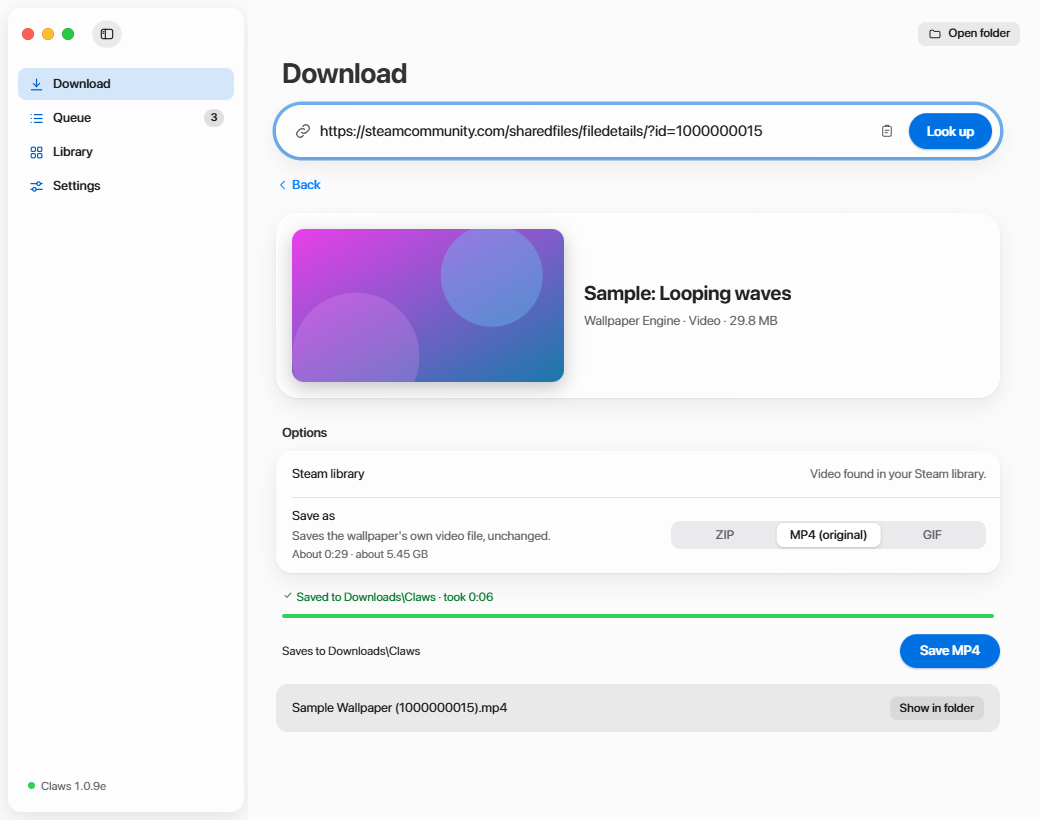 Open folder
Download
Queue
3
Library
Settings
Claws 1.0.9e
Download
https://steamcommunity.com/sharedfiles/filedetails/?id=1000000015
Look up
Back
Sample: Looping waves
Wallpaper Engine · Video · 29.8 MB
Options
Steam library
Video found in your Steam library.
Save as
Saves the wallpaper's own video file, unchanged.
About 0:29 · about 5.45 GB
ZIP
MP4 (original)
GIF
Saved to Downloads\Claws · took 0:06
Saves to Downloads\Claws
Save MP4
Sample Wallpaper (1000000015).mp4
Show in folder